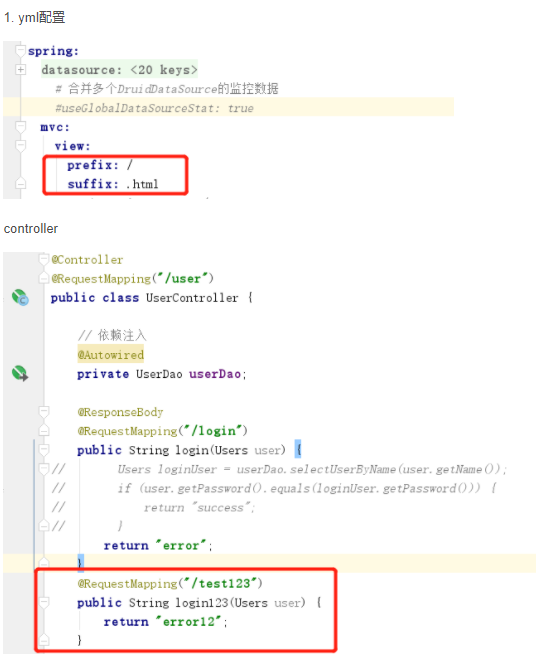 1. yml配置
spring:
datasource: <20 keys>
# 合并多个DruidDataSource的监控数据
#useGlobalDataSourceStat: true
mvc:
view:
prefix: /
suffix: .html
controller
@Controller
@RequestMapping("/user")
public class UserController {
// 依赖注入
@Autowired
private UserDao userDao;
@ResponseBody
@RequestMapping("/login")
public String login(Users user) {
// Users loginUser = userDao.selectUserByName(user.getName());
// if (user.getPassword().equals(loginUser.getPassword())) {
// return "success";
// }
return "error";
}
@RequestMapping("/test123")
public String login123(Users user) {
return "error12";
}